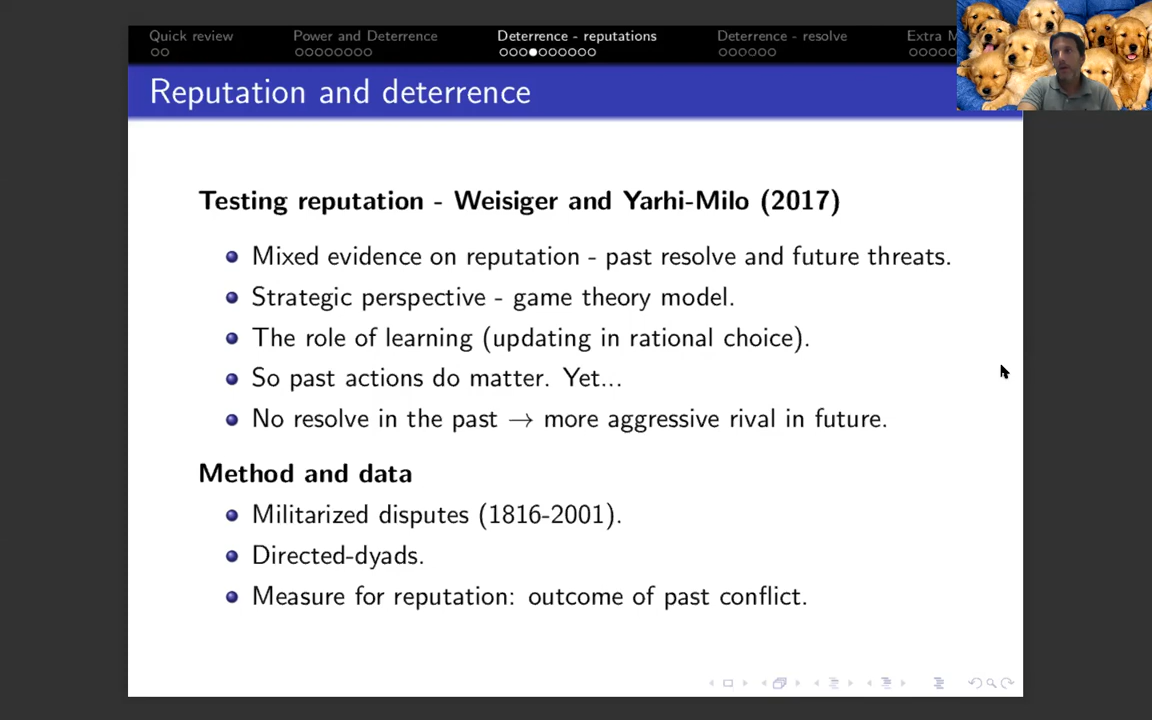 Quick review
Power and Deterrence
Deterrence - reputations
Deterrence - resolve
Extra M
Reputation and deterrence
Testing reputation - Weisiger and Yarhi-Milo (2017)
Mixed evidence on reputation - past resolve and future threats.
Strategic perspective - game theory model.
The role of learning (updating in rational choice).
So past actions do matter. Yet...
No resolve in the past → more aggressive rival in future.
Method and data
Militarized disputes (1816-2001).
Directed-dyads.
Measure for reputation: outcome of past conflict.